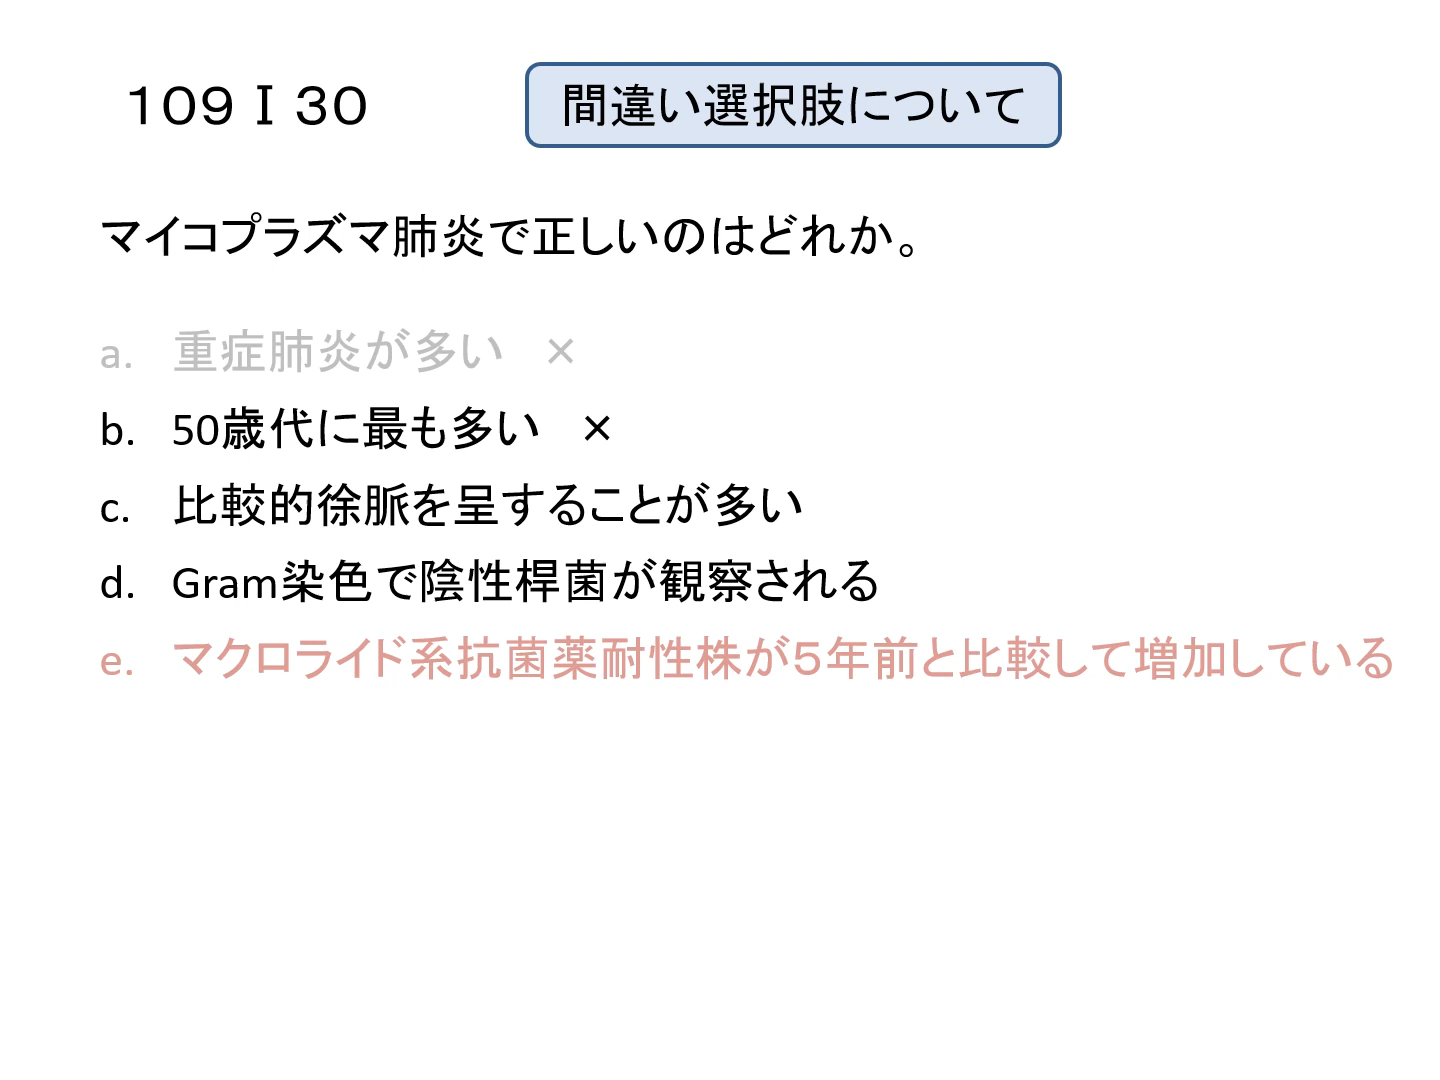 １０９ I ３０
間違い選択肢について
マイコプラズマ肺炎で正しいのはどれか。
a. 重症肺炎が多い ×
b. 50歳代に最も多い ×
c. 比較的徐脈を呈することが多い
d. Gram染色で陰性桿菌が観察される
e. マクロライド系抗菌薬耐性株が５年前と比較して増加している